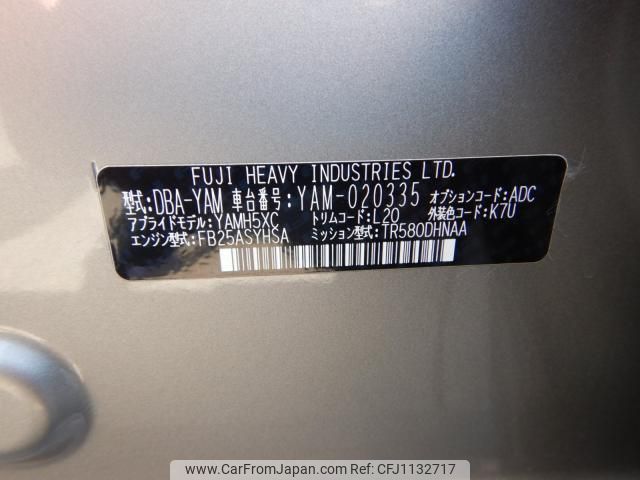 FUJI HEAVY INDUSTRIES LTD.
型式:DBA-YAM 車台番号:YAM-020335 オプションコード:ADC
アプライドモデル:YAMH5XC トリムコード:L20 外装色コード:K7U
エンジン型式:FB25ASYHSA ミッション型式:TR580DHNAA
www.CarFromJapan.com - Photo ID: CFJ1132717